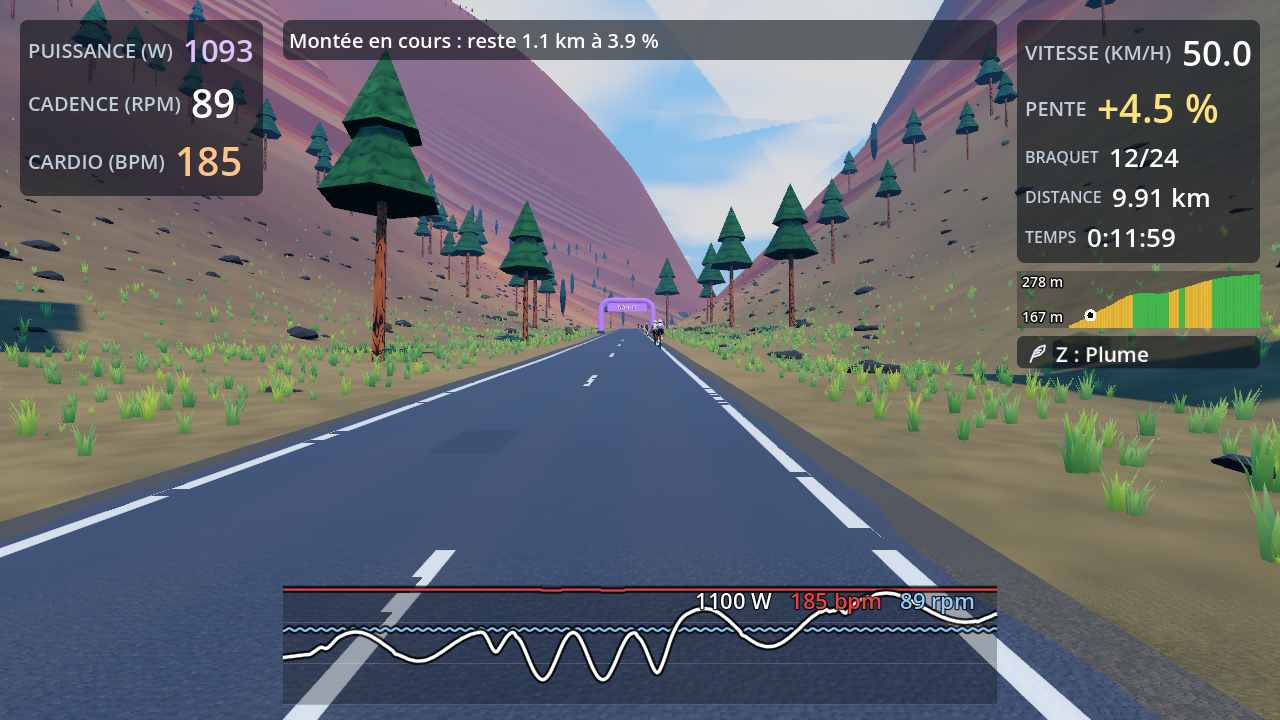 PUISSANCE (W) 1093
CADENCE (RPM) 89
CARDIO (BPM) 185
Montée en cours : reste 1.1 km à 3.9 %
VITESSE (KM/H) 50.0
PENTE +4.5 %
BRAQUET 12/24
DISTANCE 9.91 km
TEMPS 0:11:59
278 m
167 m
Z : Plume
1100 W 185 bpm 89 rpm